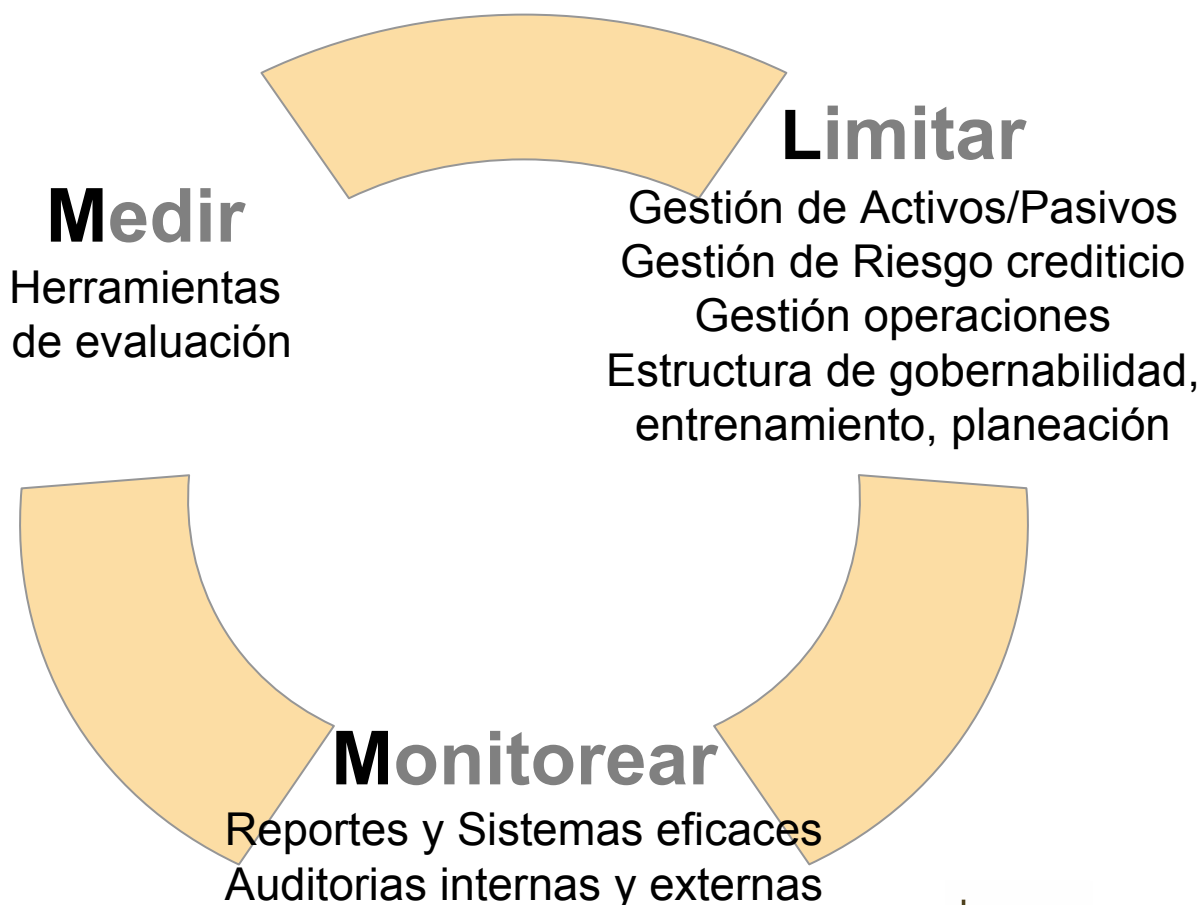 Medir
Herramientas
de evaluación
Limitar
Gestión de Activos/Pasivos
Gestión de Riesgo crediticio
Gestión operaciones
Estructura de gobernabilidad,
entrenamiento, planeación
Monitorear
Reportes y Sistemas eficaces
Auditorias internas y externas